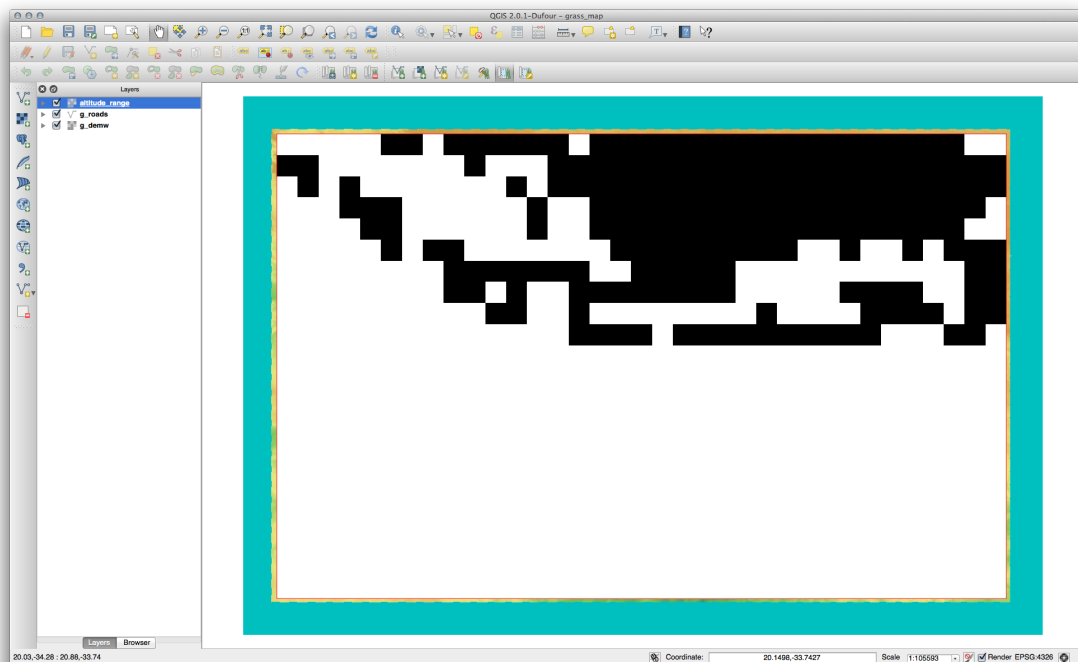 QGIS 2.0.1-Dufour - grass_map
Layers
altitude_range
g_roads
g_demw
Layers Browser
20.03,-34.28 : 20.88,-33.74 Coordinate: 20.1498,-33.7427 Scale 1:105593 Render EPSG:4326